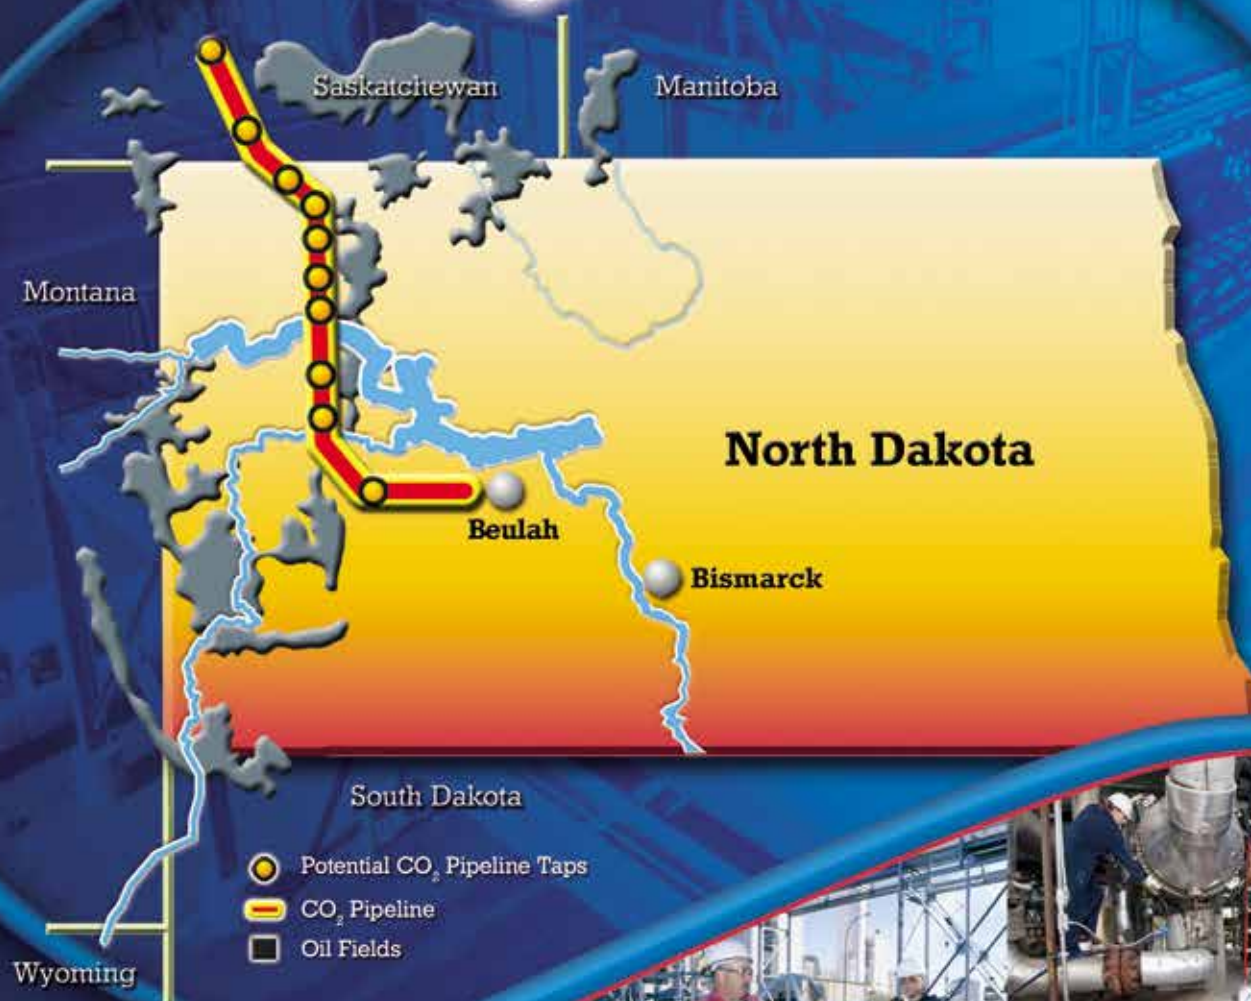 Saskatchewan
Manitoba
Montana
North Dakota
Beulah
Bismarck
South Dakota
Potential CO₂ Pipeline Taps
CO₂ Pipeline
Oil Fields
Wyoming